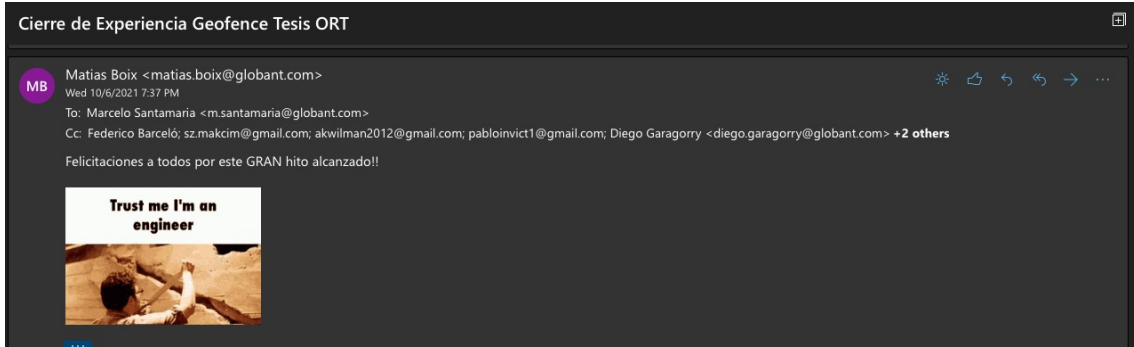 Cierre de Experiencia Geofence Tesis ORT
MB
Matias Boix <matias.boix@globant.com>
Wed 10/6/2021 7:37 PM
To: Marcelo Santamaria <m.santamaria@globant.com>
Cc: Federico Barceló; sz.makcim@gmail.com; akwilman2012@gmail.com; pabloinvict1@gmail.com; Diego Garagorry <diego.garagorry@globant.com> +2 others
Felicitaciones a todos por este GRAN hito alcanzado!!
Trust me I'm an
engineer